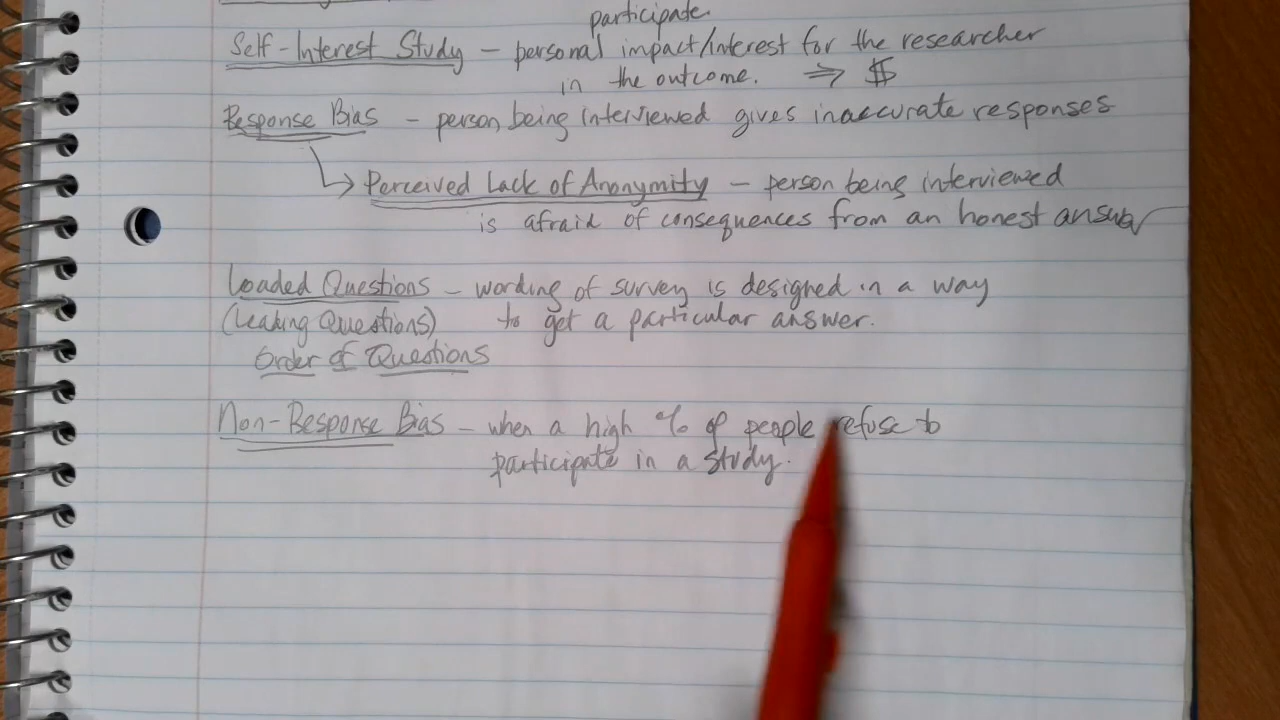 participate.
Self-Interest Study – personal impact/interest for the researcher
in the outcome. ⇒ $
Response Bias – person being interviewed gives inaccurate responses
↳ Perceived Lack of Anonymity – person being interviewed
is afraid of consequences from an honest answer
Loaded Questions – wording of survey is designed in a way
(Leading Questions) to get a particular answer.
Order of Questions
Non-Response Bias – when a high % of people refuse to
participate in a study.